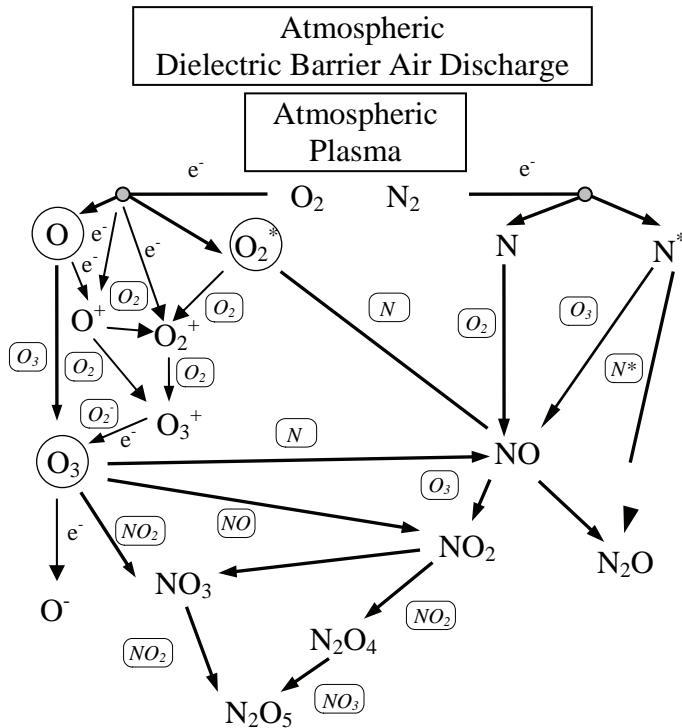 Atmospheric
Dielectric Barrier Air Discharge
Atmospheric
Plasma
e⁻ e⁻
O₂ N₂
O e⁻ e⁻ O₂* N N*
e⁻
O₂ O₂ N O₂ O₃
O⁺ O₂⁺
O₃ O₂ O₂ N*
O₂⁻ O₃⁺
e⁻ N
O₃ NO
O₃
e⁻ NO₂ NO
NO₂
NO₃ N₂O
O⁻ NO₂
N₂O₄
NO₂
NO₃
N₂O₅